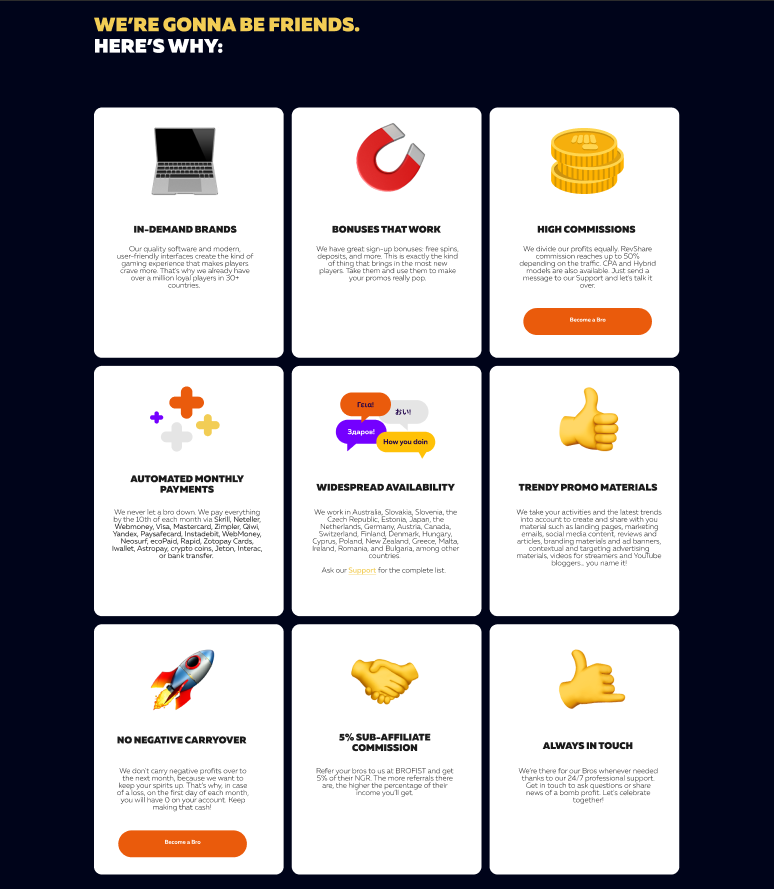 WE'RE GONNA BE FRIENDS.
HERE'S WHY:
IN-DEMAND BRANDS
Our quality software and modern,
user-friendly interfaces create the kind of
gaming experience that makes players
crave more. That's why we already have
over a million loyal players in 30+
countries.
BONUSES THAT WORK
We have great sign-up bonuses: free spins,
deposits, and more. This is exactly the kind
of thing that brings in the most new
players. Take them and use them to make
your promos really pop.
HIGH COMMISSIONS
We divide our profits equally. RevShare
commission reaches up to 50%
depending on the traffic. CPA and Hybrid
models are also available. Just send a
message to our Support and let's talk it
over.
Become a Bro
AUTOMATED MONTHLY
PAYMENTS
We never let a bro down. We pay everything
by the 10th of each month via Skrill, Neteller,
Webmoney, Visa, Mastercard, Zimpler, Qiwi,
Yandex, Paysafecard, Instadebit, WebMoney,
Neosurf, ecoPaid, Rapid, Zotopay Cards,
Iwallet, Astropay, crypto coins, Jeton, Interac,
or bank transfer.
Γεια!
おい!
Здаров!
How you doin
WIDESPREAD AVAILABILITY
We work in Australia, Slovakia, Slovenia, the
Czech Republic, Estonia, Japan, the
Netherlands, Germany, Austria, Canada,
Switzerland, Finland, Denmark, Hungary,
Cyprus, Poland, New Zealand, Greece, Malta,
Ireland, Romania, and Bulgaria, among other
countries.
Ask our Support for the complete list.
TRENDY PROMO MATERIALS
We take your activities and the latest trends
into account to create and share with you
material such as landing pages, marketing
emails, social media content, reviews and
articles, branding materials and ad banners,
contextual and targeting advertising
materials, videos for streamers and YouTube
bloggers… you name it!
NO NEGATIVE CARRYOVER
We don't carry negative profits over to
the next month, because we want to
keep your spirits up. That's why, in case
of a loss, on the first day of each month,
you will have 0 on your account. Keep
making that cash!
Become a Bro
5% SUB-AFFILIATE
COMMISSION
Refer your bros to us at BROFIST and get
5% of their NGR. The more referrals there
are, the higher the percentage of their
income you'll get.
ALWAYS IN TOUCH
We're there for our Bros whenever needed
thanks to our 24/7 professional support.
Get in touch to ask questions or share
news of a bomb profit. Let's celebrate
together!